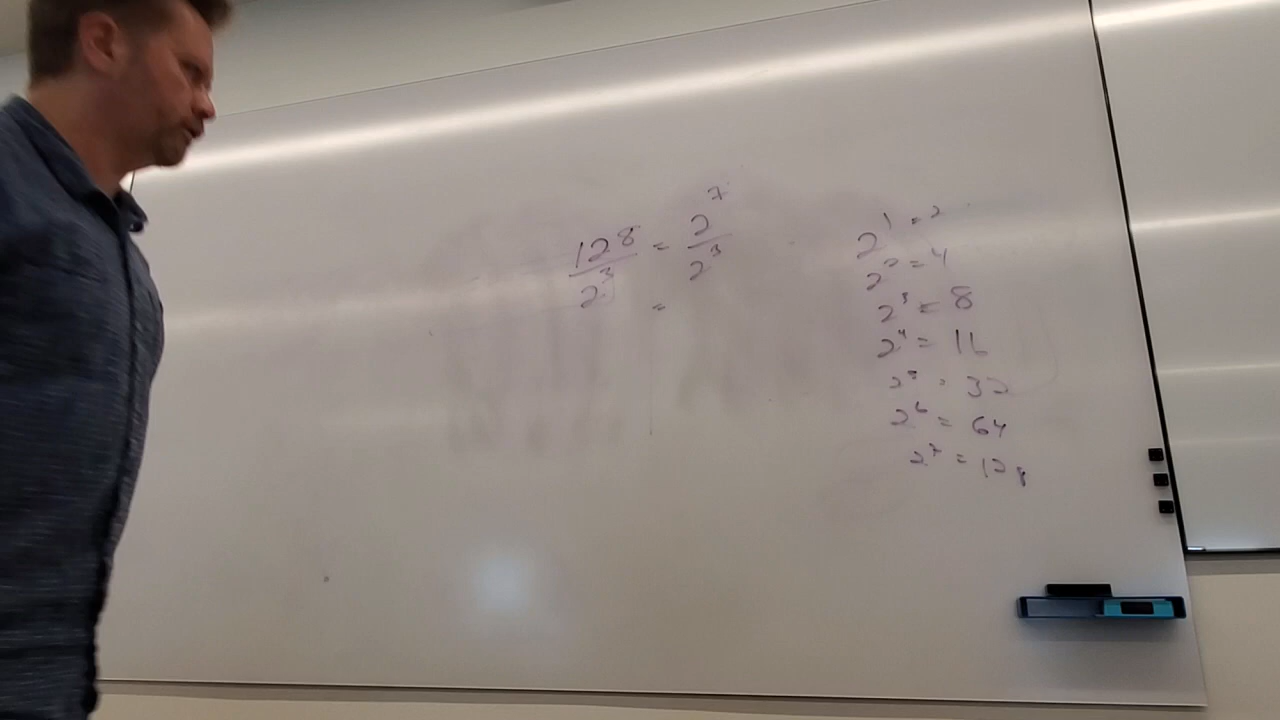 128/2³ = 2⁷/2³
=
2¹ = 2
2² = 4
2³ = 8
2⁴ = 16
2⁵ = 32
2⁶ = 64
2⁷ = 128